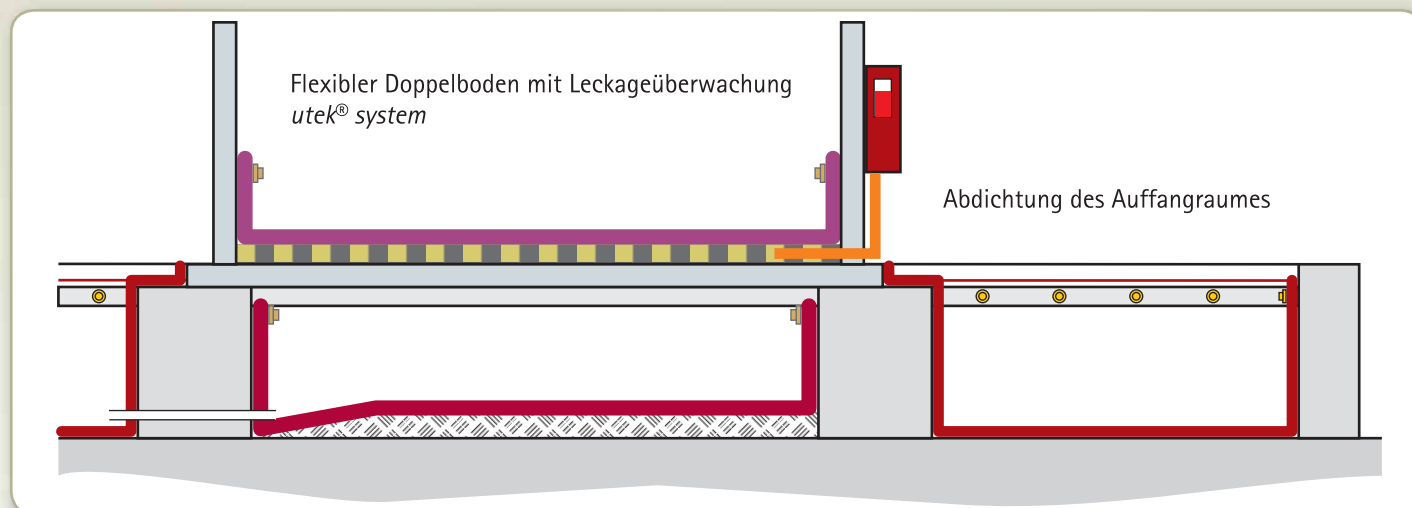 Flexibler Doppelboden mit Leckageüberwachung
utek® system
Abdichtung des Auffangraumes